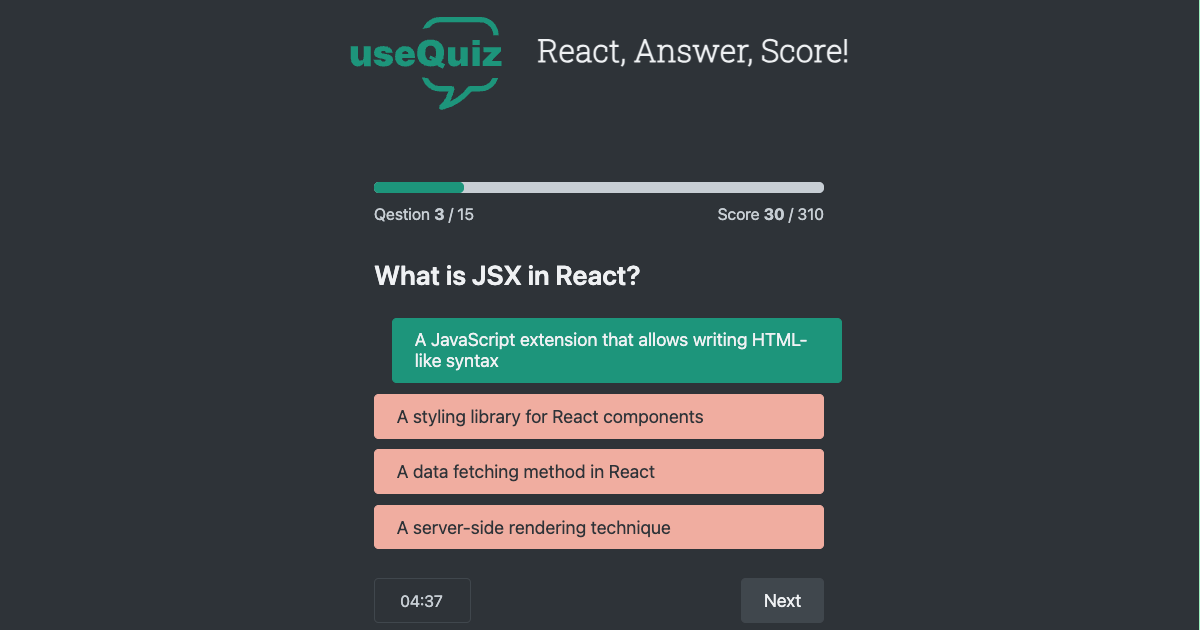 useQuiz
React, Answer, Score!
Qestion 3 / 15
Score 30 / 310
What is JSX in React?
A JavaScript extension that allows writing HTML-
like syntax
A styling library for React components
A data fetching method in React
A server-side rendering technique
04:37
Next